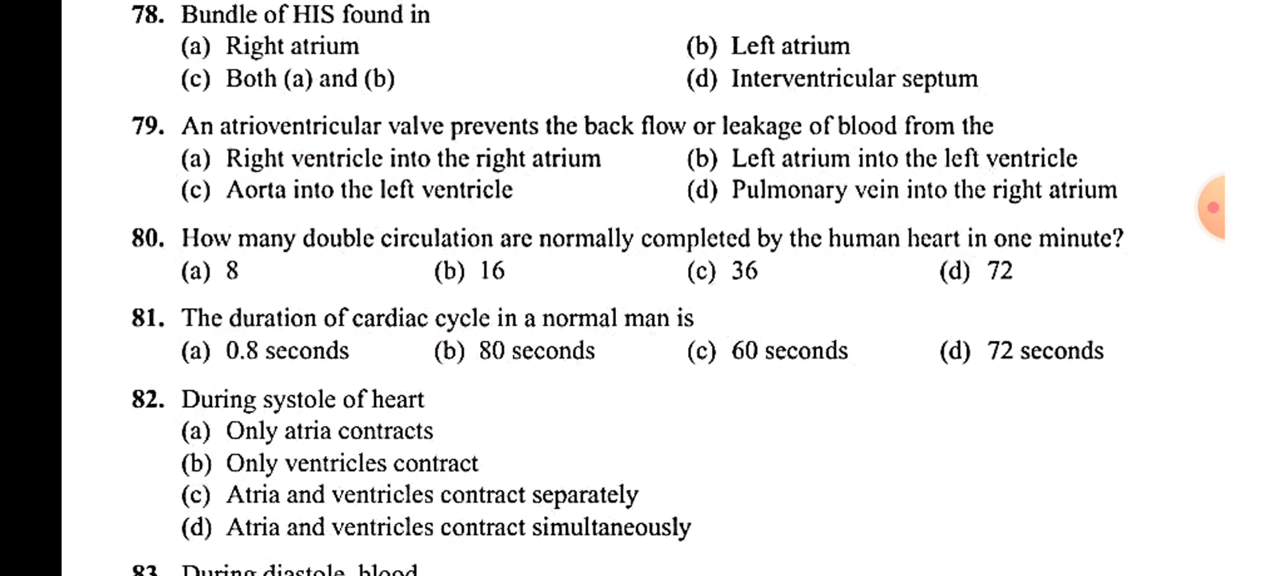 78. Bundle of HIS found in
(a) Right atrium (b) Left atrium
(c) Both (a) and (b) (d) Interventricular septum
79. An atrioventricular valve prevents the back flow or leakage of blood from the
(a) Right ventricle into the right atrium (b) Left atrium into the left ventricle
(c) Aorta into the left ventricle (d) Pulmonary vein into the right atrium
80. How many double circulation are normally completed by the human heart in one minute?
(a) 8 (b) 16 (c) 36 (d) 72
81. The duration of cardiac cycle in a normal man is
(a) 0.8 seconds (b) 80 seconds (c) 60 seconds (d) 72 seconds
82. During systole of heart
(a) Only atria contracts
(b) Only ventricles contract
(c) Atria and ventricles contract separately
(d) Atria and ventricles contract simultaneously
83. During diastole, blood